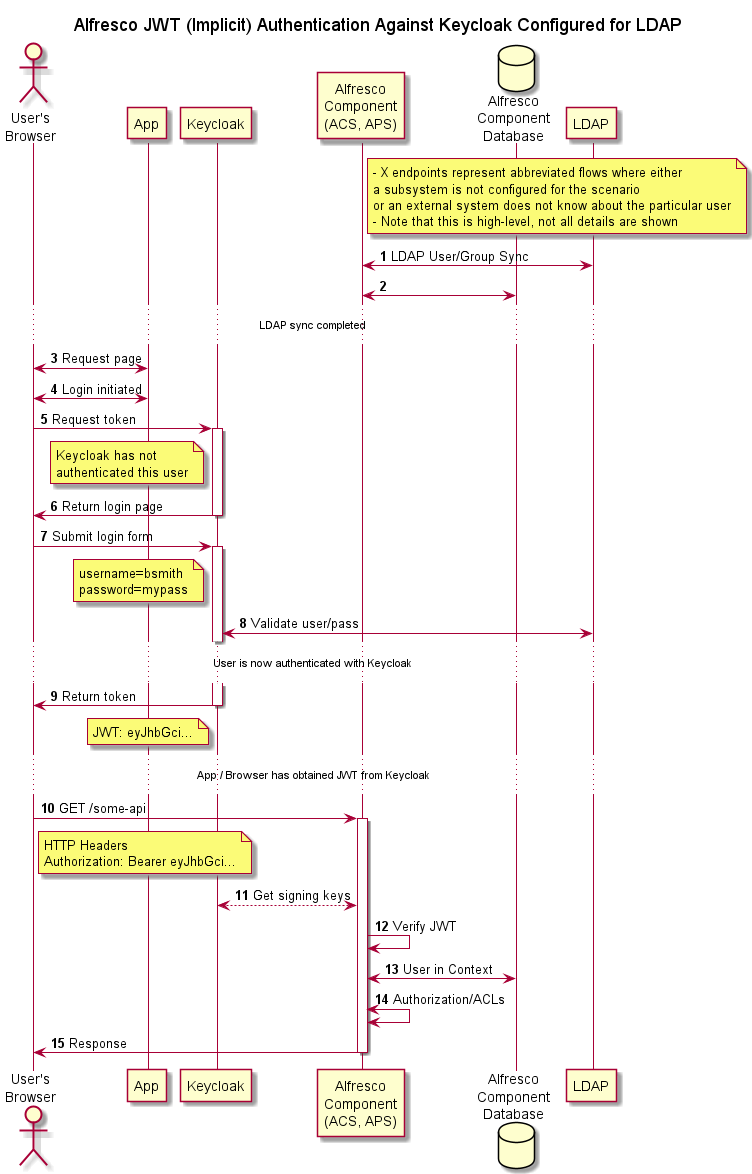 Alfresco JWT (Implicit) Authentication Against Keycloak Configured for LDAP
User's
Browser
App
Keycloak
Alfresco
Component
(ACS, APS)
Alfresco
Component
Database
LDAP
- X endpoints represent abbreviated flows where either
a subsystem is not configured for the scenario
or an external system does not know about the particular user
- Note that this is high-level, not all details are shown
1 LDAP User/Group Sync
2
LDAP sync completed
3 Request page
4 Login initiated
5 Request token
Keycloak has not
authenticated this user
6 Return login page
7 Submit login form
username=bsmith
password=mypass
8 Validate user/pass
User is now authenticated with Keycloak
9 Return token
JWT: eyJhbGci...
App / Browser has obtained JWT from Keycloak
10 GET /some-api
HTTP Headers
Authorization: Bearer eyJhbGci...
11 Get signing keys
12 Verify JWT
13 User in Context
14 Authorization/ACLs
15 Response
User's
Browser
App
Keycloak
Alfresco
Component
(ACS, APS)
Alfresco
Component
Database
LDAP